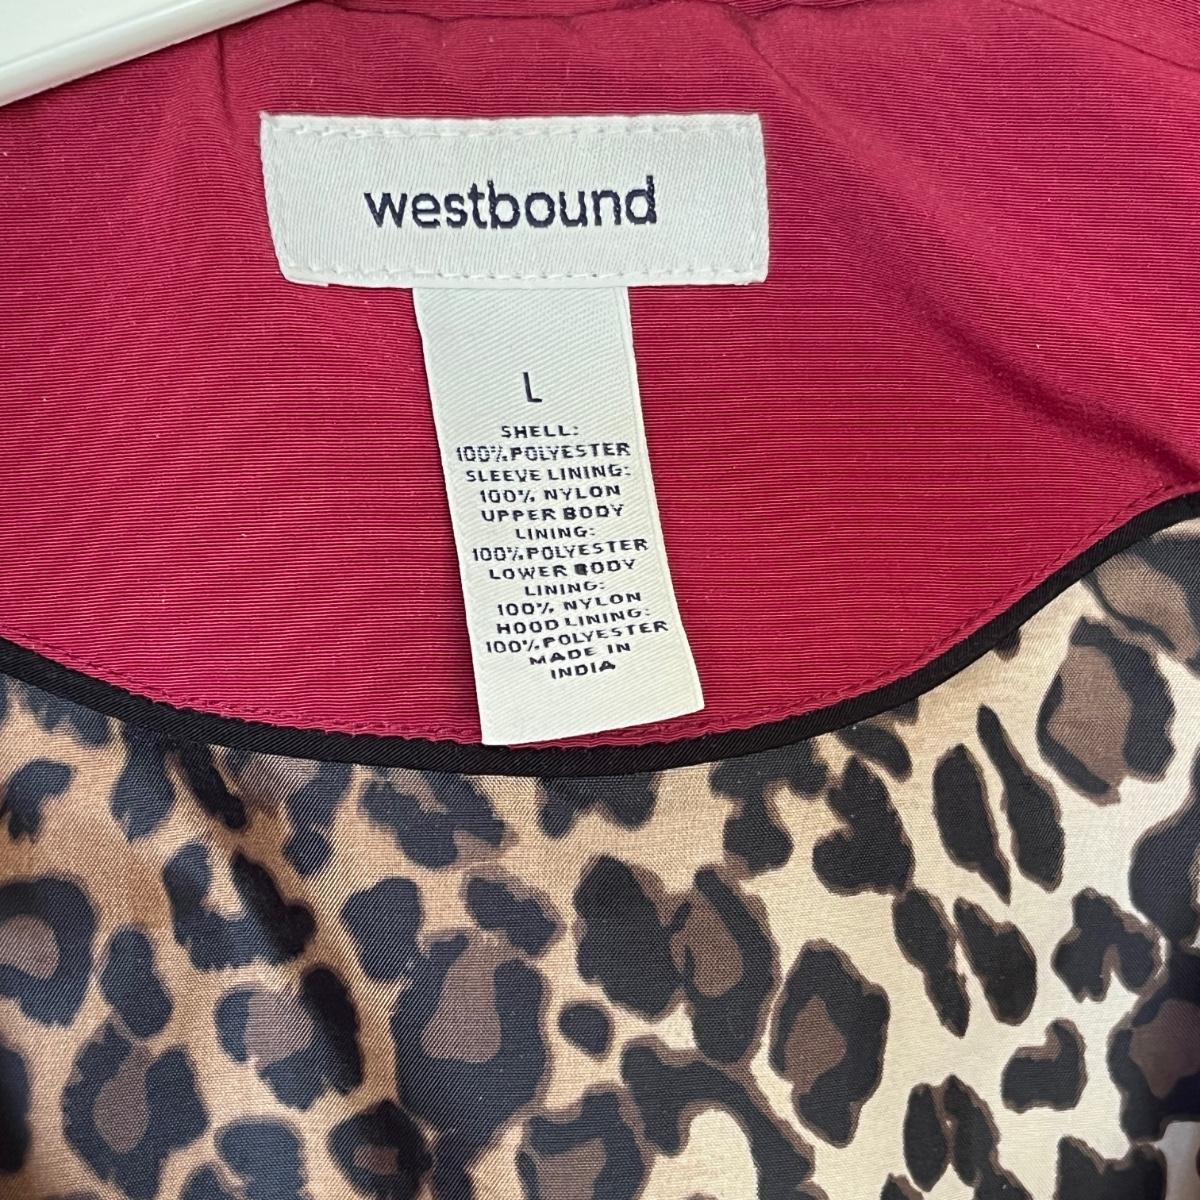 westbound
L
SHELL:
100% POLYESTER
SLEEVE LINING:
100% NYLON
UPPER BODY
LINING:
100% POLYESTER
LOWER BODY
LINING:
100% NYLON
HOOD LINING:
100% POLYESTER
MADE IN
INDIA